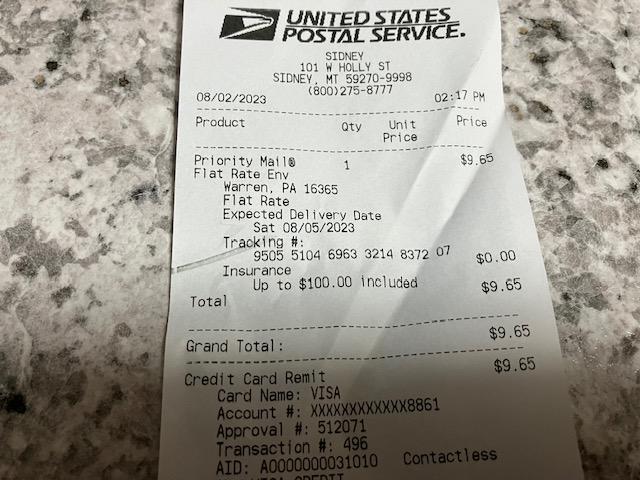 UNITED STATES
POSTAL SERVICE.
SIDNEY
101 W HOLLY ST
SIDNEY, MT 59270-9998
(800)275-8777
08/02/2023 02:17 PM
Product Qty Unit Price
Price
Priority Mail® 1 $9.65
Flat Rate Env
Warren, PA 16365
Flat Rate
Expected Delivery Date
Sat 08/05/2023
Tracking #:
9505 5104 6963 3214 8372 07
Insurance $0.00
Up to $100.00 included
Total $9.65
Grand Total: $9.65
Credit Card Remit $9.65
Card Name: VISA
Account #: XXXXXXXXXXXX8861
Approval #: 512071
Transaction #: 496
AID: A0000000031010 Contactless
VISA CREDIT